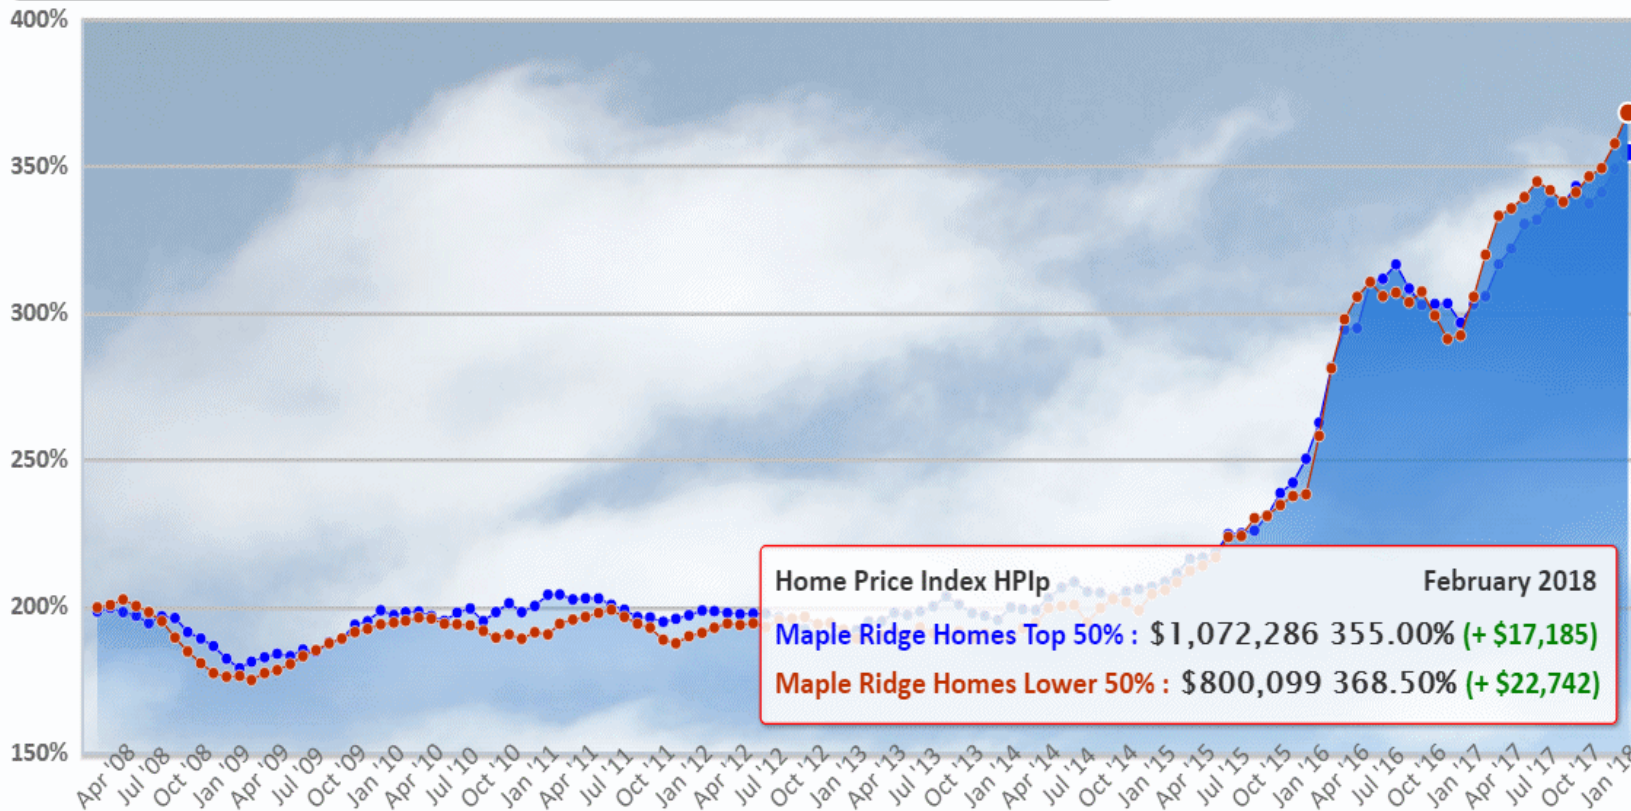 400%
350%
300%
250%
200%
150%
Home Price Index HPIp February 2018
Maple Ridge Homes Top 50% : $1,072,286 355.00% (+ $17,185)
Maple Ridge Homes Lower 50% : $800,099 368.50% (+ $22,742)
Apr '08 Jul '08 Oct '08 Jan '09 Apr '09 Jul '09 Oct '09 Jan '10 Apr '10 Jul '10 Oct '10 Jan '11 Apr '11 Jul '11 Oct '11 Jan '12 Apr '12 Jul '12 Oct '12 Jan '13 Apr '13 Jul '13 Oct '13 Jan '14 Apr '14 Jul '14 Oct '14 Jan '15 Apr '15 Jul '15 Oct '15 Jan '16 Apr '16 Jul '16 Oct '16 Jan '17 Apr '17 Jul '17 Oct '17 Jan '18